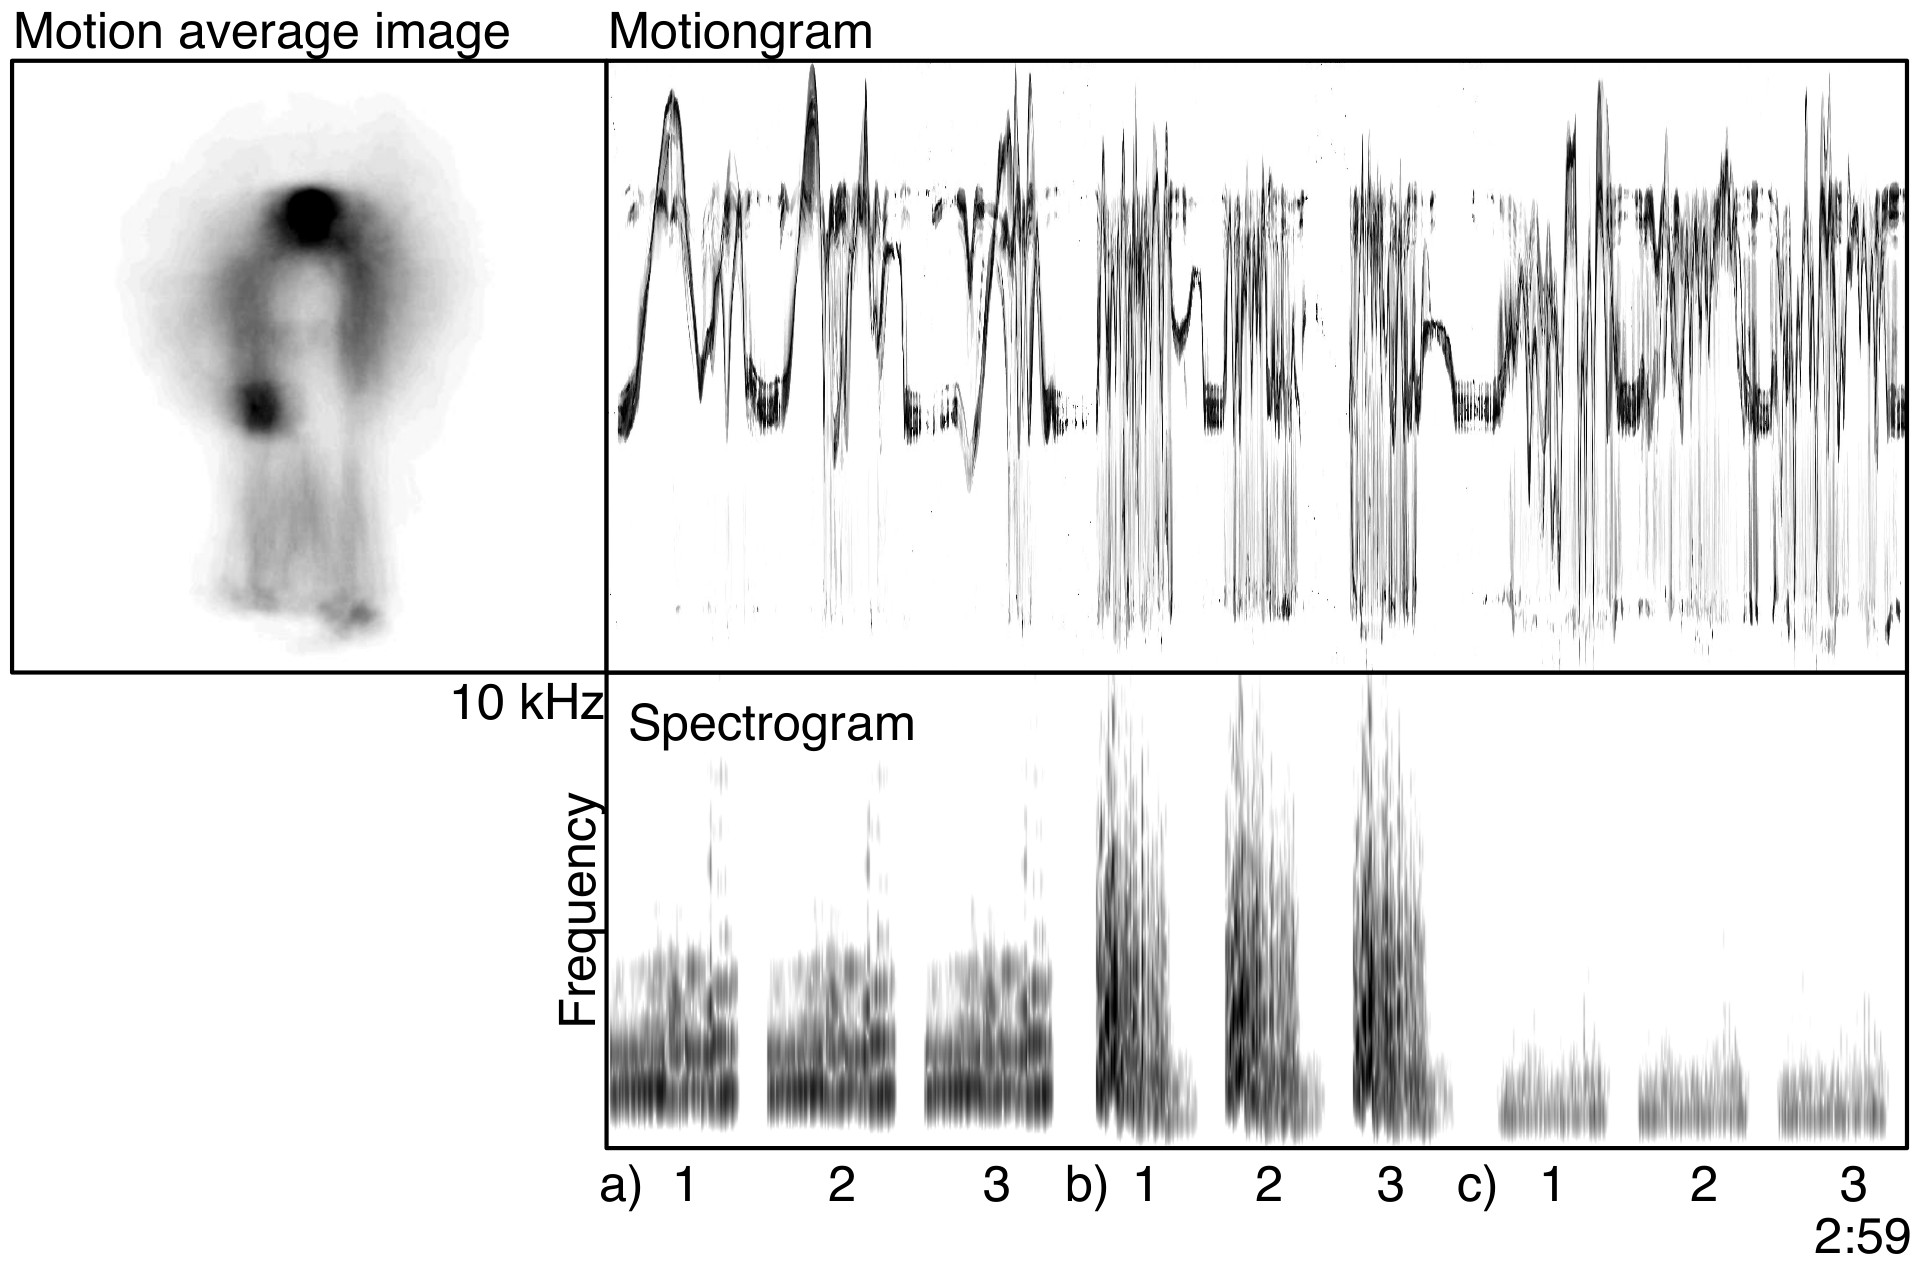 Motion average image
Motiongram
10 kHz
Spectrogram
Frequency
a) 1 2 3 b) 1 2 3 c) 1 2 3
2:59